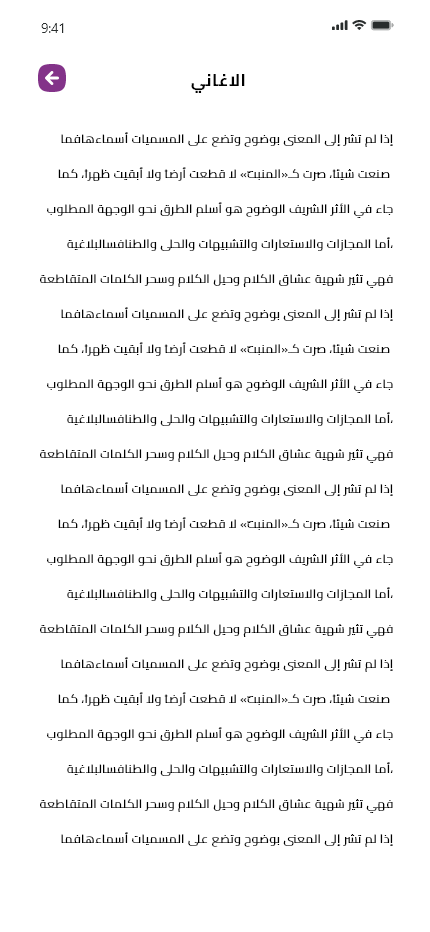 9:41
الاغاني
إذا لم تشر إلى المعنى بوضوح وتضع على المسميات أسماءهافما
صنعت شيئا، صرت كـ«المنبت» لا قطعت أرضا ولا أبقيت ظهرا، كما
جاء في الأثر الشريف الوضوح هو أسلم الطرق نحو الوجهة المطلوب
،أما المجازات والاستعارات والتشبيهات والحلى والطنافسالبلاغية
فهي تثير شهية عشاق الكلام وحيل الكلام وسحر الكلمات المتقاطعة
إذا لم تشر إلى المعنى بوضوح وتضع على المسميات أسماءهافما
صنعت شيئا، صرت كـ«المنبت» لا قطعت أرضا ولا أبقيت ظهرا، كما
جاء في الأثر الشريف الوضوح هو أسلم الطرق نحو الوجهة المطلوب
،أما المجازات والاستعارات والتشبيهات والحلى والطنافسالبلاغية
فهي تثير شهية عشاق الكلام وحيل الكلام وسحر الكلمات المتقاطعة
إذا لم تشر إلى المعنى بوضوح وتضع على المسميات أسماءهافما
صنعت شيئا، صرت كـ«المنبت» لا قطعت أرضا ولا أبقيت ظهرا، كما
جاء في الأثر الشريف الوضوح هو أسلم الطرق نحو الوجهة المطلوب
،أما المجازات والاستعارات والتشبيهات والحلى والطنافسالبلاغية
فهي تثير شهية عشاق الكلام وحيل الكلام وسحر الكلمات المتقاطعة
إذا لم تشر إلى المعنى بوضوح وتضع على المسميات أسماءهافما
صنعت شيئا، صرت كـ«المنبت» لا قطعت أرضا ولا أبقيت ظهرا، كما
جاء في الأثر الشريف الوضوح هو أسلم الطرق نحو الوجهة المطلوب
،أما المجازات والاستعارات والتشبيهات والحلى والطنافسالبلاغية
فهي تثير شهية عشاق الكلام وحيل الكلام وسحر الكلمات المتقاطعة
إذا لم تشر إلى المعنى بوضوح وتضع على المسميات أسماءهافما